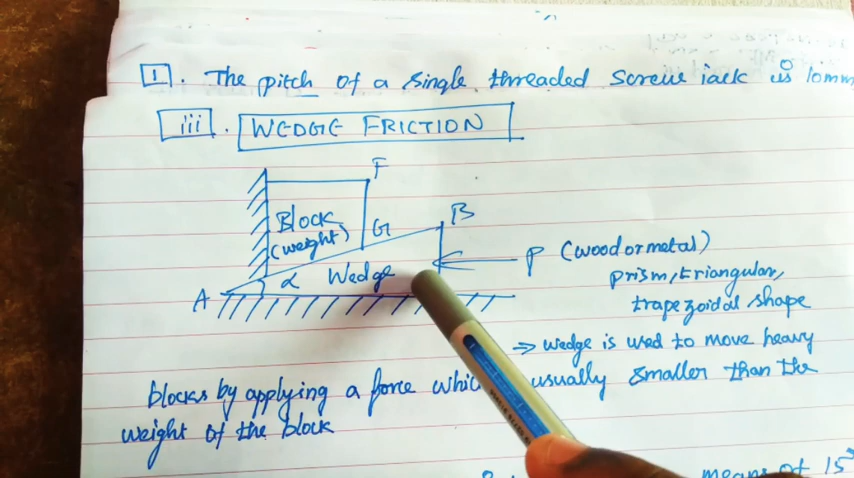 1. The pitch of a single threaded screw jack is 10mm
iii. WEDGE FRICTION
F
Block
(weight)
G
B
A
α
Wedge
P (wood or metal)
prism, triangular,
trapezoidal shape
⇒ wedge is used to move heavy
blocks by applying a force whic usually smaller than the
weight of the block
means of 15°